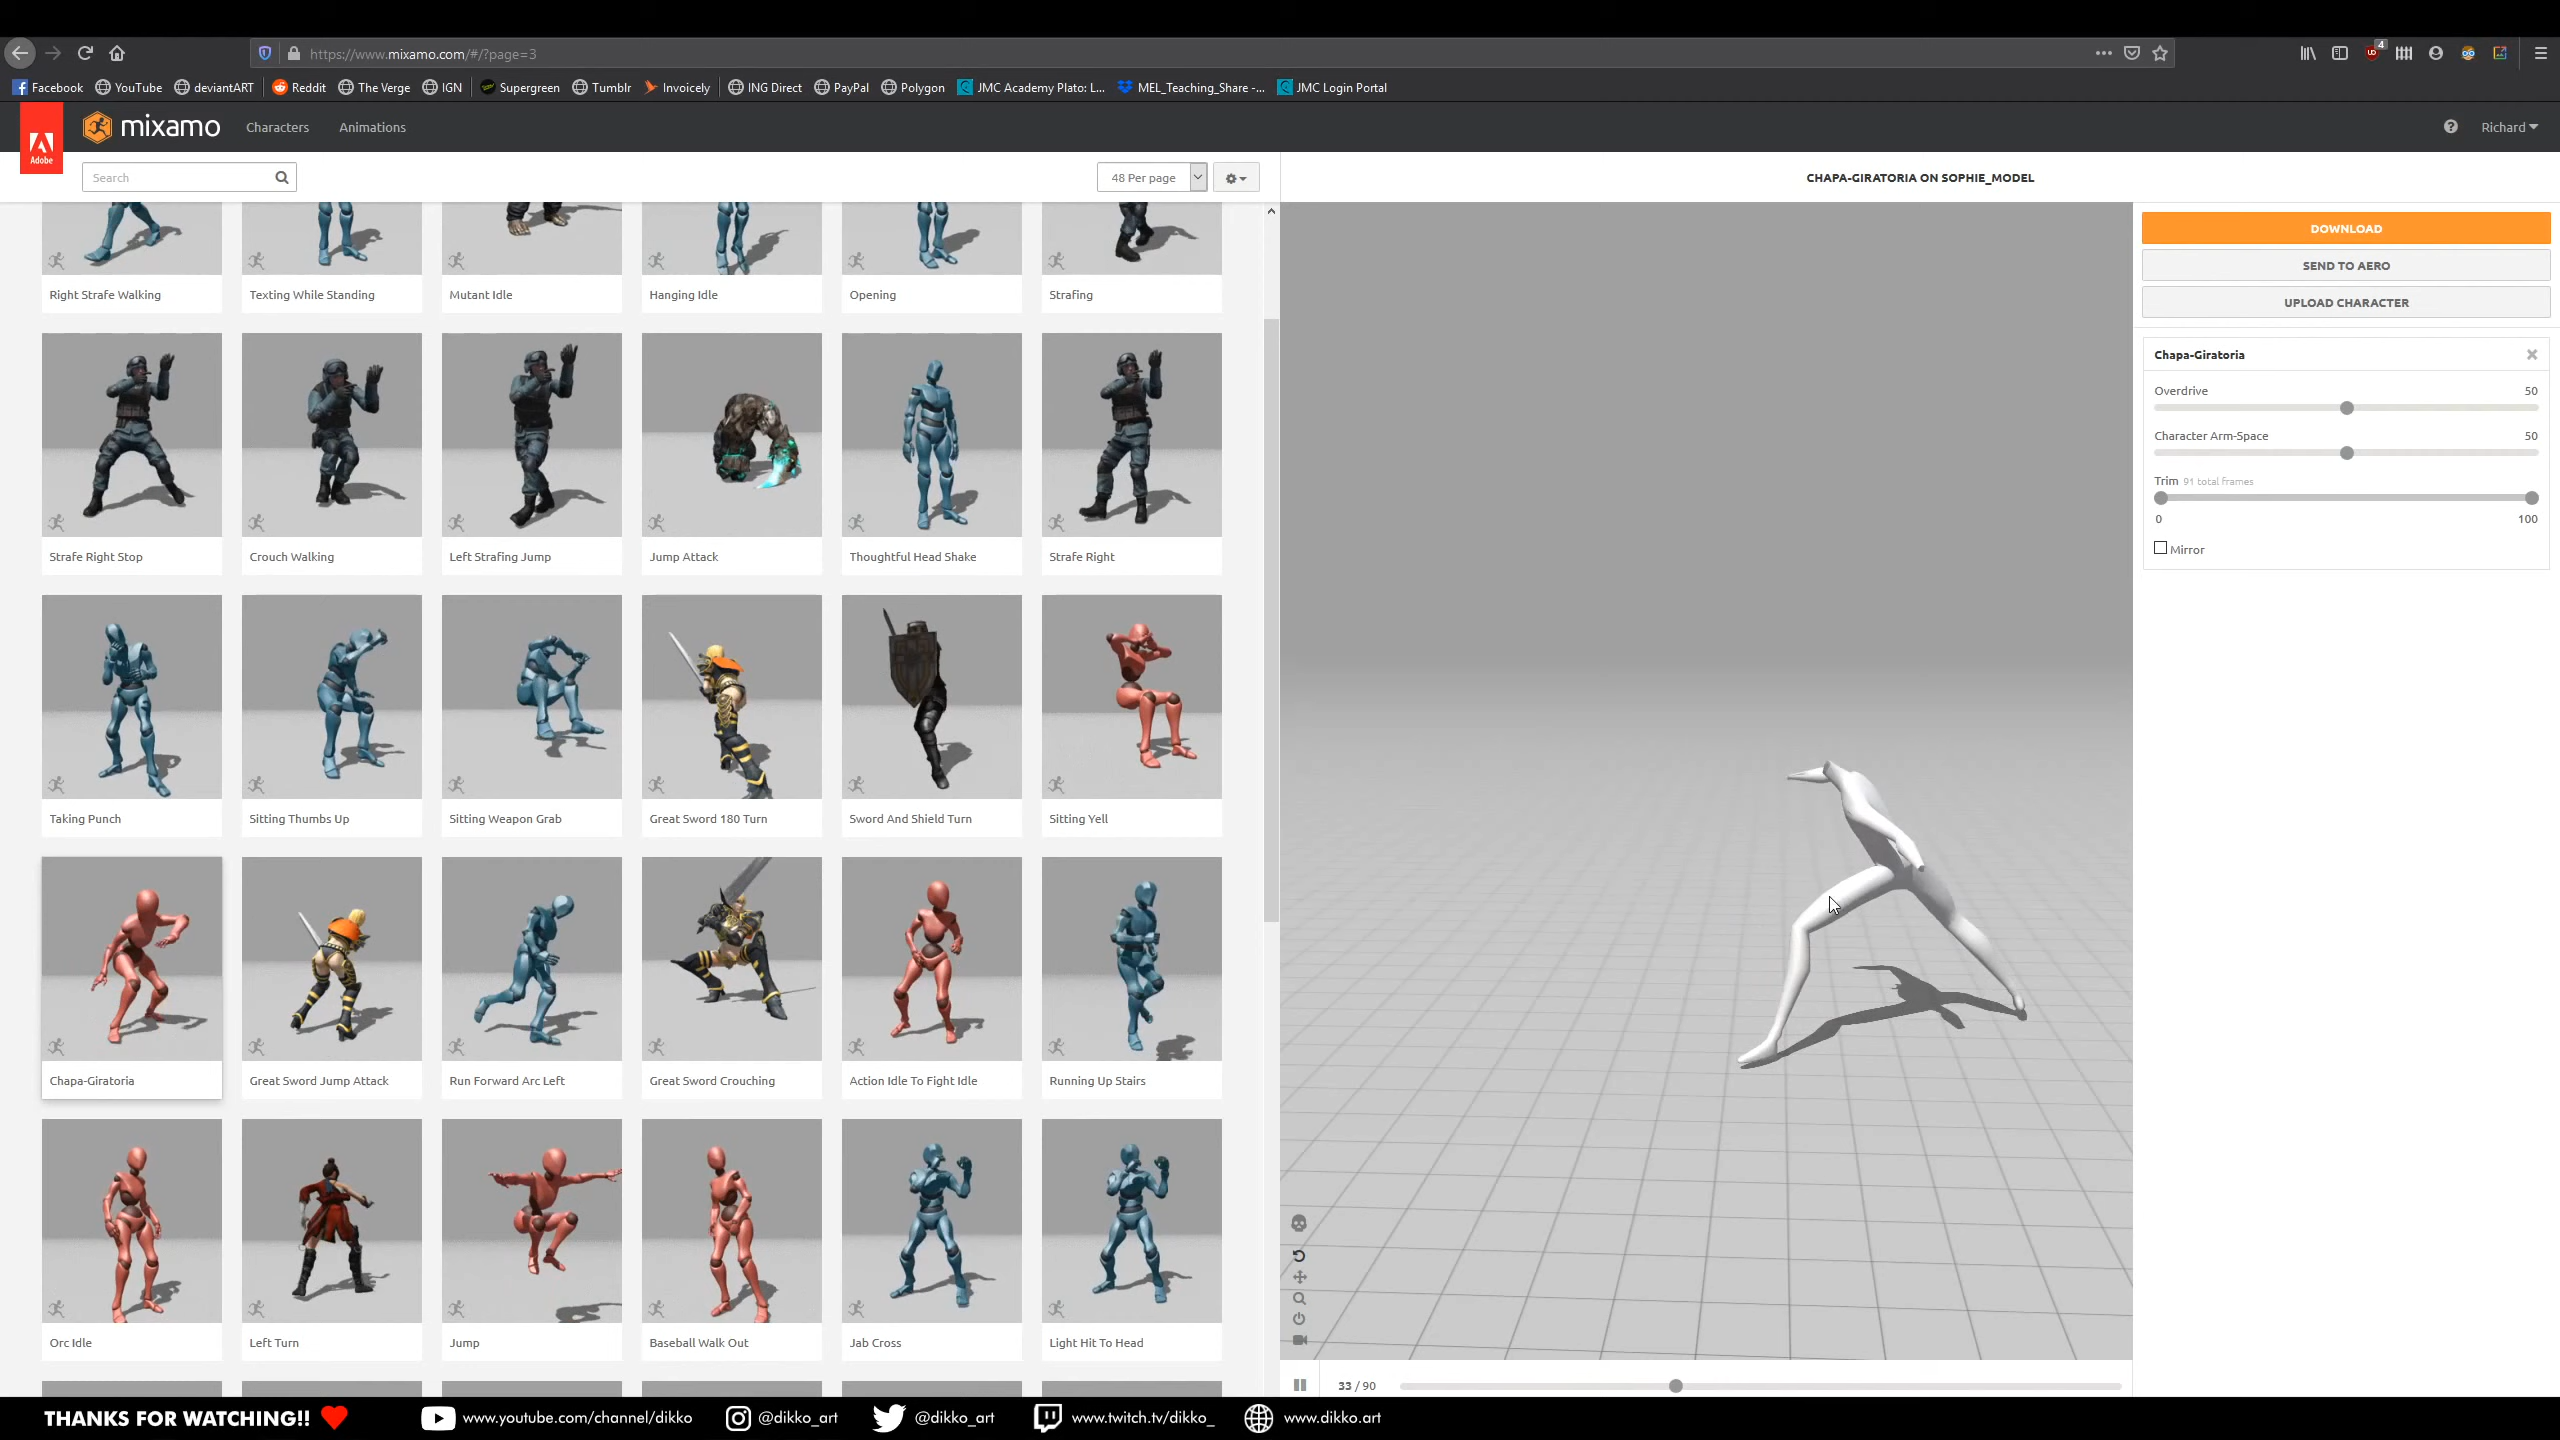 https://www.mixamo.com/#/?page=3
4
Facebook YouTube deviantART Reddit The Verge IGN Supergreen Tumblr Invoicely ING Direct PayPal Polygon JMC Academy Plato: L... MEL_Teaching_Share -... JMC Login Portal
Adobe
mixamo Characters Animations
Richard
Search
48 Per page
CHAPA-GIRATORIA ON SOPHIE_MODEL
DOWNLOAD
SEND TO AERO
UPLOAD CHARACTER
Right Strafe Walking Texting While Standing Mutant Idle Hanging Idle Opening Strafing
Chapa-Giratoria
Overdrive 50
Character Arm-Space 50
Trim 91 total frames
0 100
Mirror
Strafe Right Stop Crouch Walking Left Strafing Jump Jump Attack Thoughtful Head Shake Strafe Right
Taking Punch Sitting Thumbs Up Sitting Weapon Grab Great Sword 180 Turn Sword And Shield Turn Sitting Yell
Chapa-Giratoria Great Sword Jump Attack Run Forward Arc Left Great Sword Crouching Action Idle To Fight Idle Running Up Stairs
Orc Idle Left Turn Jump Baseball Walk Out Jab Cross Light Hit To Head
33 / 90
THANKS FOR WATCHING!! www.youtube.com/channel/dikko @dikko_art @dikko_art www.twitch.tv/dikko_ www.dikko.art